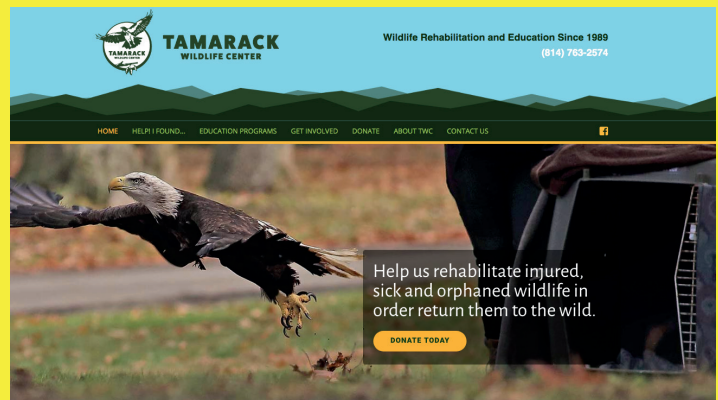 TAMARACK
WILDLIFE CENTER
TAMARACK
WILDLIFE CENTER
Wildlife Rehabilitation and Education Since 1989
(814) 763-2574
HOME HELP! I FOUND... EDUCATION PROGRAMS GET INVOLVED DONATE ABOUT TWC CONTACT US
Help us rehabilitate injured,
sick and orphaned wildlife in
order return them to the wild.
DONATE TODAY